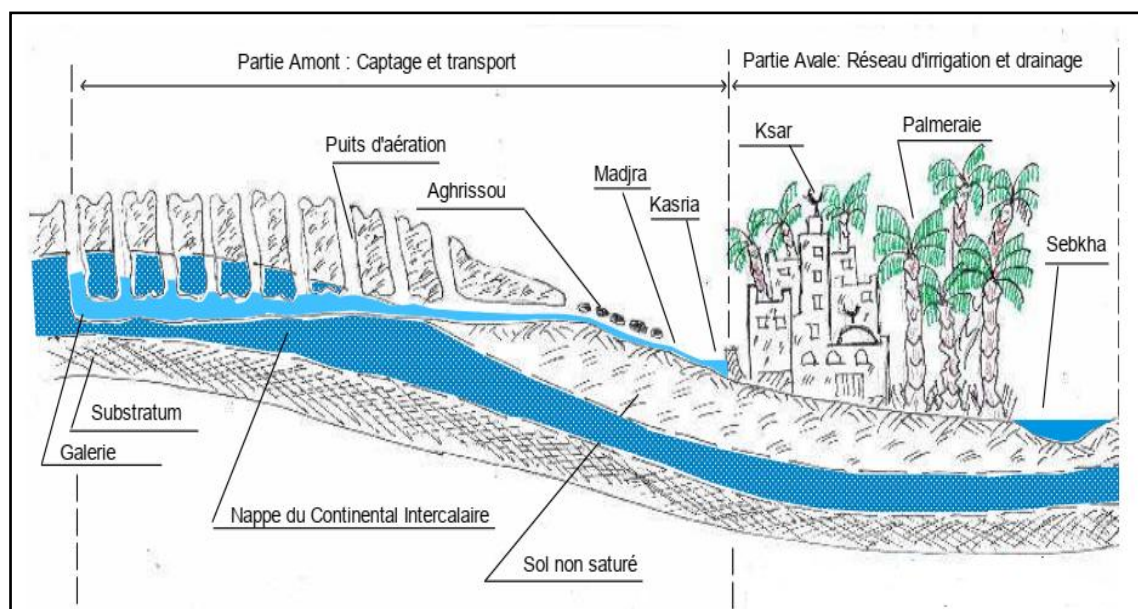 Partie Amont : Captage et transport
Partie Avale: Réseau d'irrigation et drainage
Puits d'aération
Aghrissou
Madjra
Kasria
Ksar
Palmeraie
Sebkha
Substratum
Galerie
Nappe du Continental Intercalaire
Sol non saturé